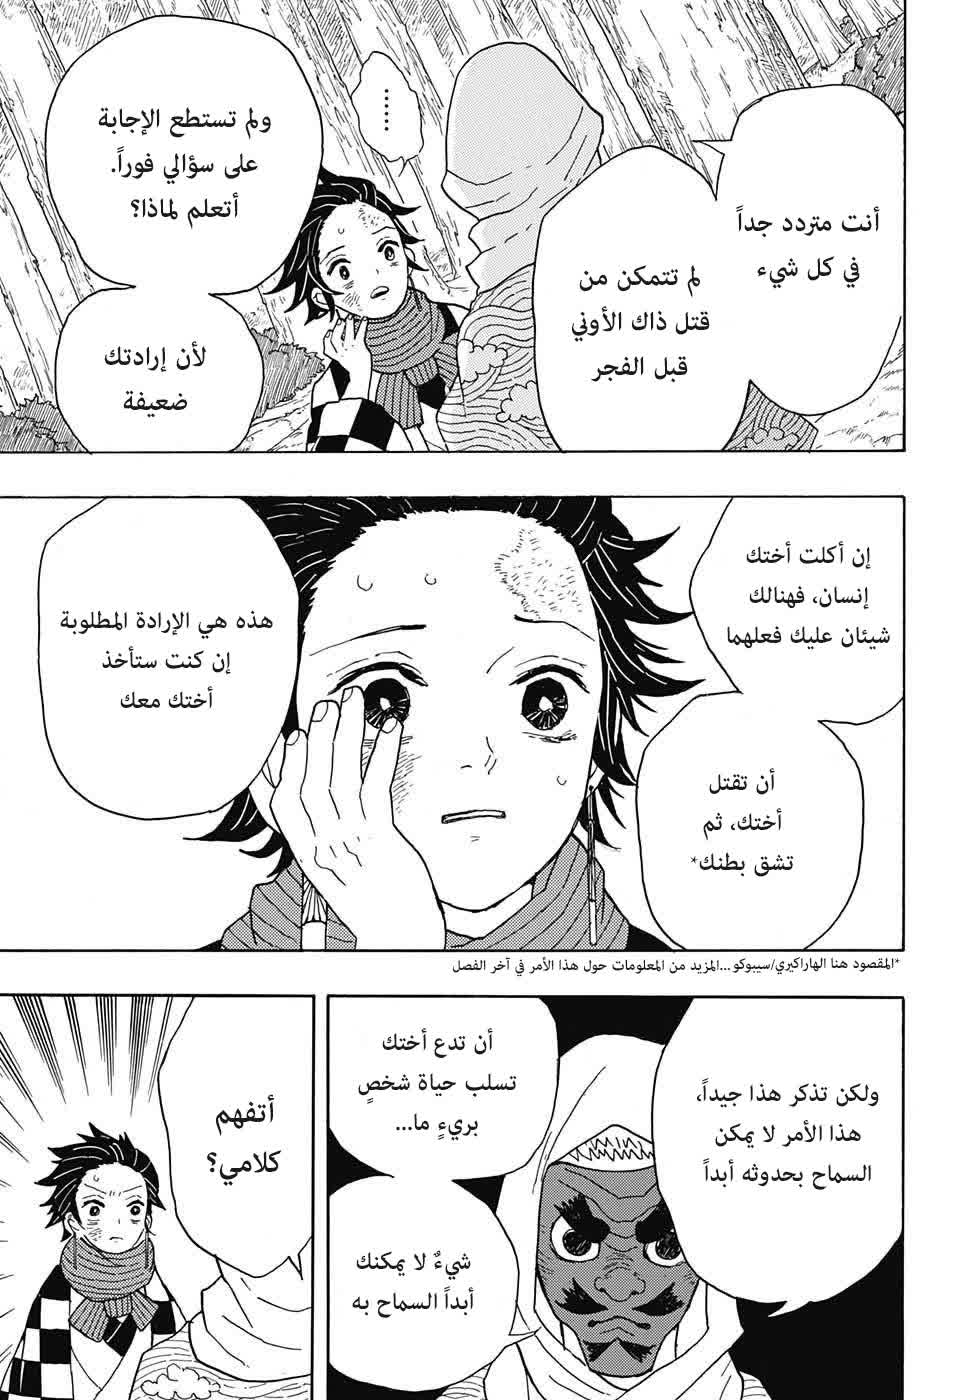 أنت متردد جداً
في كل شيء
لم تتمكن من
قتل ذاك الأوني
قبل الفجر
......
ولم تستطع الإجابة
على سؤالي فوراً.
أتعلم لماذا؟
لأن إرادتك
ضعيفة
إن أكلت أختك
إنسان، فهنالك
شيئان عليك فعلهما
أن تقتل
أختك، ثم
تشق بطنك*
هذه هي الإرادة المطلوبة
إن كنت ستأخذ
أختك معك
*المقصود هنا الهاراكيري/سيبوكو ...المزيد من المعلومات حول هذا الأمر في آخر الفصل
ولكن تذكر هذا جيداً،
هذا الأمر لا يمكن
السماح بحدوثه أبداً
أن تدع أختك
تسلب حياة شخصٍ
بريءٍ ما...
شيءٌ لا يمكنك
أبداً السماح به
أتفهم
كلامي؟